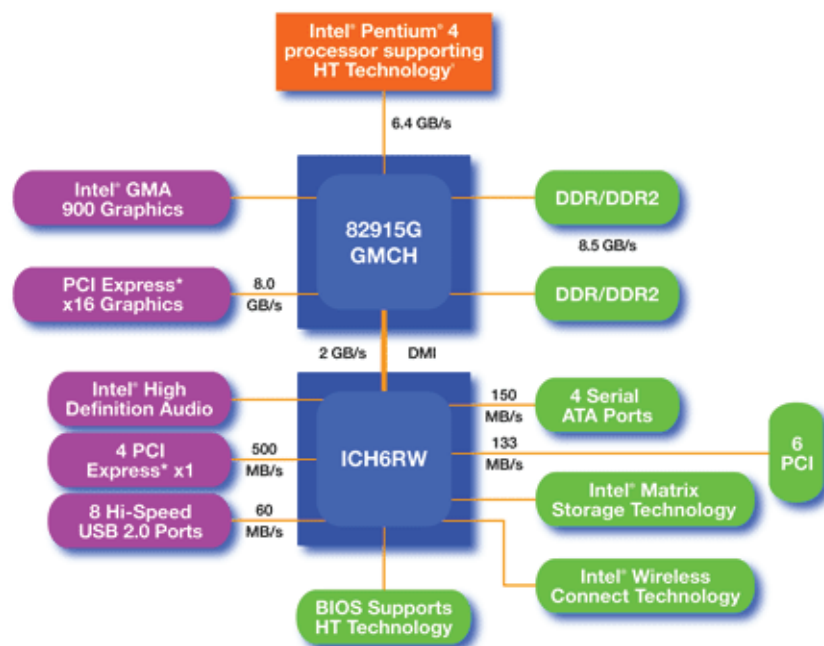 Intel® Pentium® 4
processor supporting
HT Technology¹
6.4 GB/s
Intel® GMA
900 Graphics
82915G
GMCH
DDR/DDR2
8.5 GB/s
PCI Express*
x16 Graphics
8.0
GB/s
DDR/DDR2
2 GB/s
DMI
Intel® High
Definition Audio
150
MB/s
4 Serial
ATA Ports
4 PCI
Express* x1
500
MB/s
ICH6RW
133
MB/s
6
PCI
8 Hi-Speed
USB 2.0 Ports
60
MB/s
Intel® Matrix
Storage Technology
Intel® Wireless
Connect Technology
BIOS Supports
HT Technology